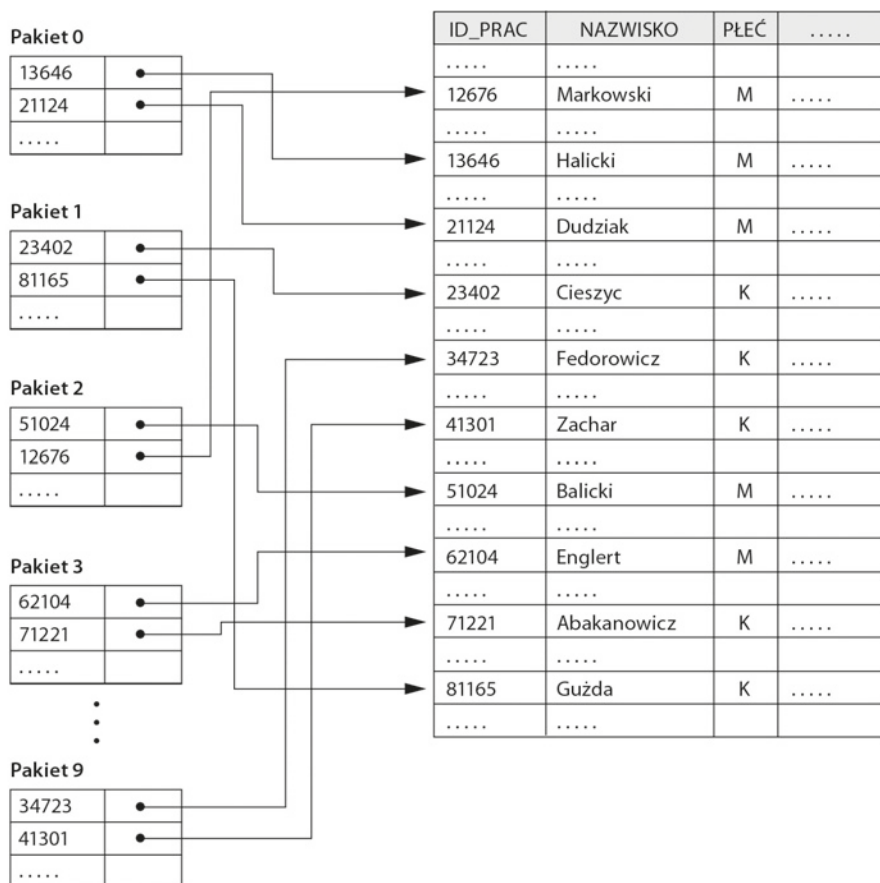 Pakiet 0
13646
21124
.....
Pakiet 1
23402
81165
.....
Pakiet 2
51024
12676
.....
Pakiet 3
62104
71221
.....
Pakiet 9
34723
41301
.....
ID_PRAC NAZWISKO PŁEĆ .....
..... .....
12676 Markowski M .....
..... .....
13646 Halicki M .....
..... .....
21124 Dudziak M .....
..... .....
23402 Cieszyc K .....
..... .....
34723 Fedorowicz K .....
..... .....
41301 Zachar K .....
..... .....
51024 Balicki M .....
..... .....
62104 Englert M .....
..... .....
71221 Abakanowicz K .....
..... .....
81165 Gużda K .....
..... .....